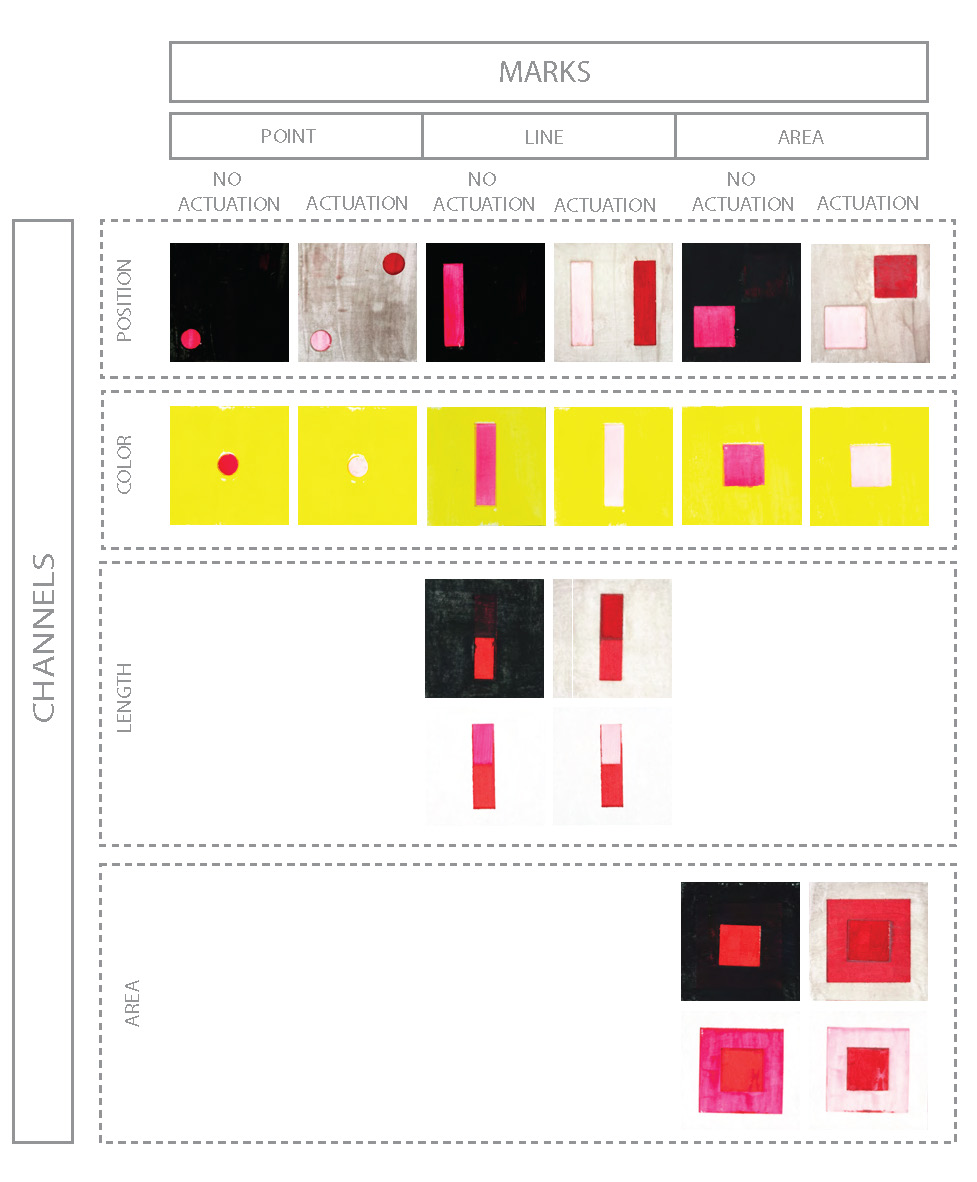 MARKS
POINT
LINE
AREA
NO
ACTUATION
ACTUATION
NO
ACTUATION
ACTUATION
NO
ACTUATION
ACTUATION
CHANNELS
POSITION
COLOR
LENGTH
AREA